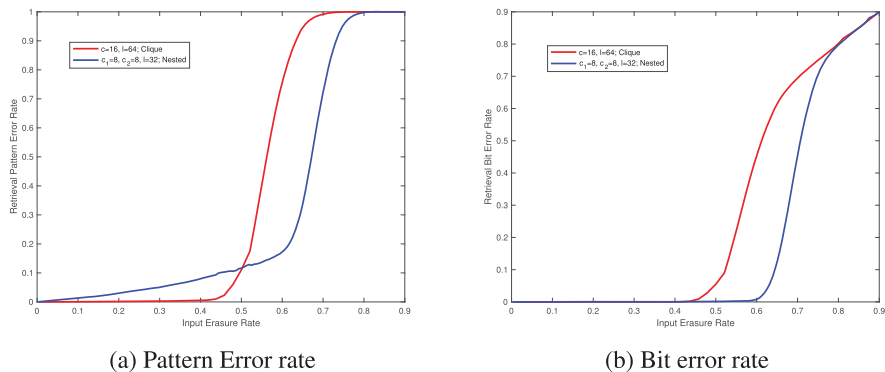 c=16, l=64; Clique
c1=8, c2=8, l=32; Nested
Retrieval Pattern Error Rate
1
0.9
0.8
0.7
0.6
0.5
0.4
0.3
0.2
0.1
0
0 0.1 0.2 0.3 0.4 0.5 0.6 0.7 0.8 0.9
Input Erasure Rate
(a) Pattern Error rate
c=16, l=64; Clique
c1=8, c2=8, l=32; Nested
Retrieval Bit Error Rate
0.9
0.8
0.7
0.6
0.5
0.4
0.3
0.2
0.1
0
0 0.1 0.2 0.3 0.4 0.5 0.6 0.7 0.8 0.9
Input Erasure Rate
(b) Bit error rate